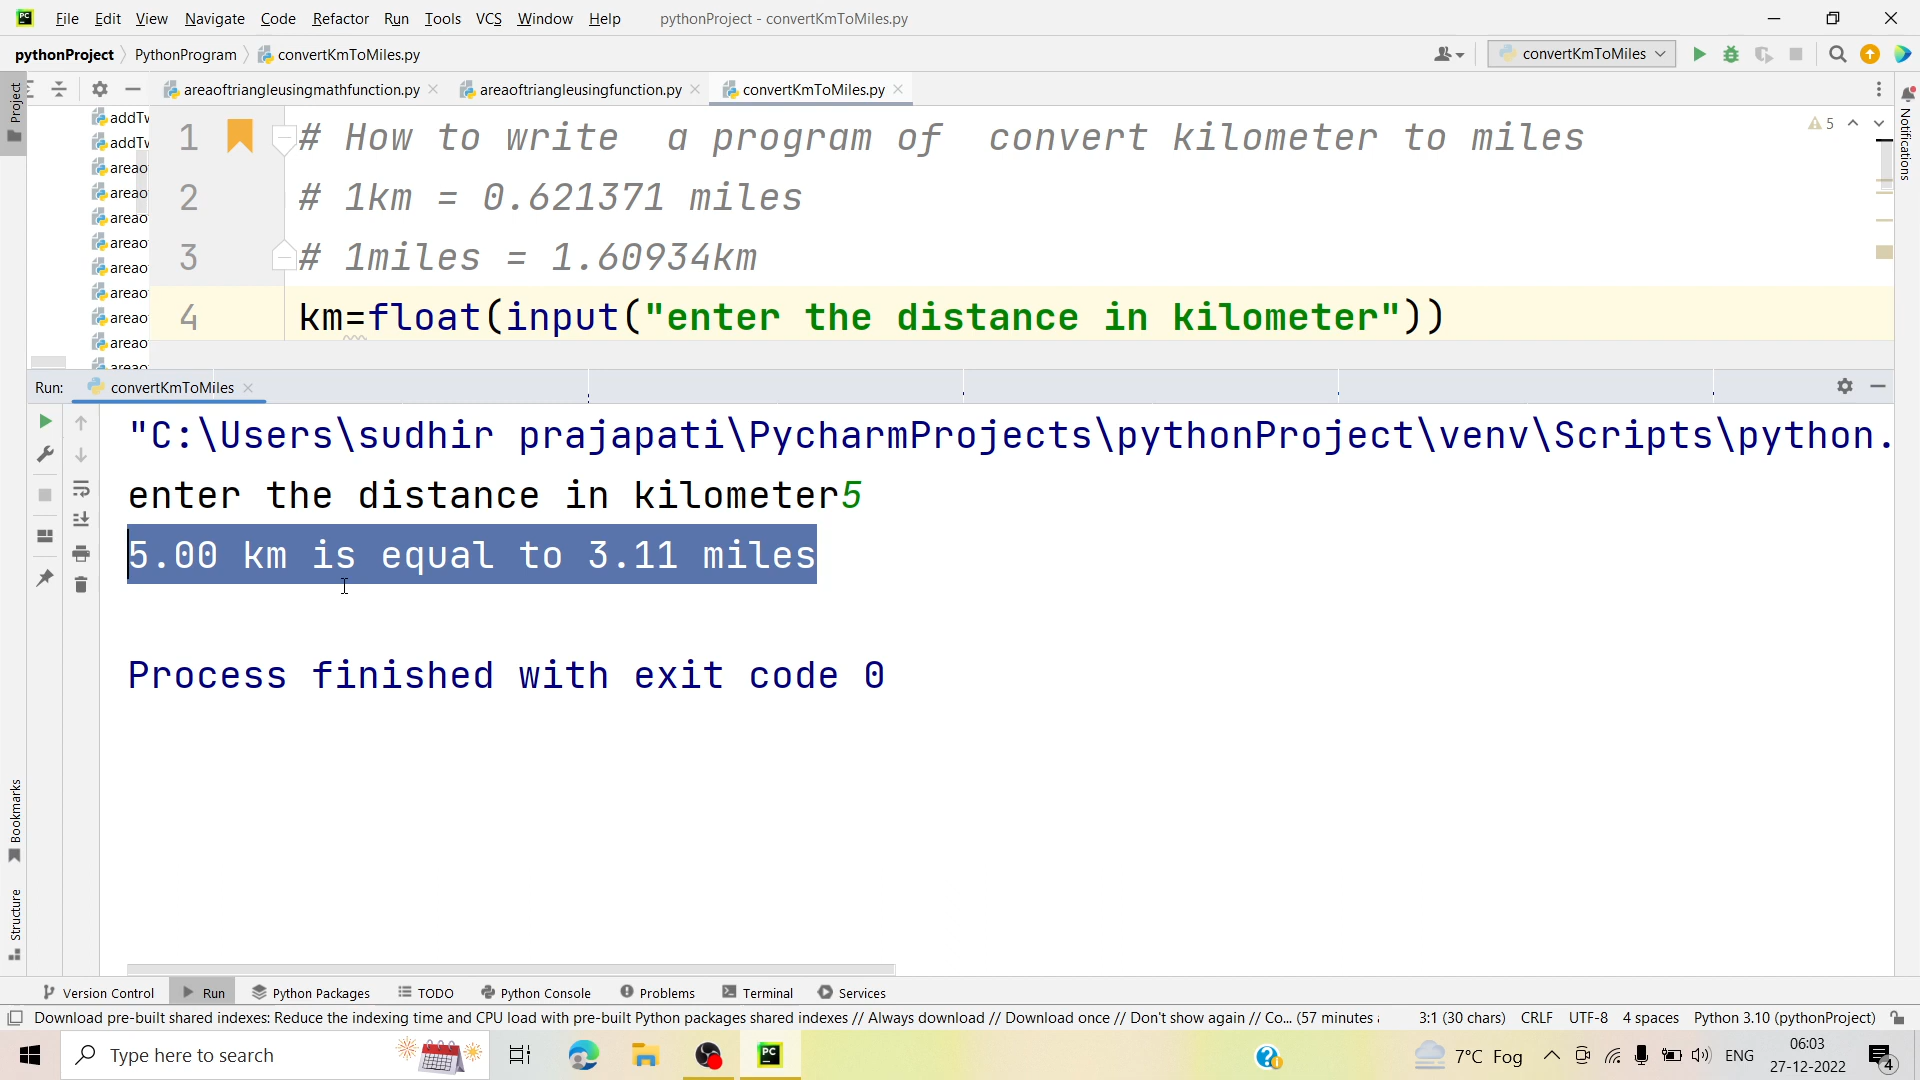 File Edit View Navigate Code Refactor Run Tools VCS Window Help pythonProject - convertKmToMiles.py
pythonProject PythonProgram convertKmToMiles.py convertKmToMiles
Project
areaoftriangleusingmathfunction.py areaoftriangleusingfunction.py convertKmToMiles.py
addTw
addTw
areao
areao
areao
areao
areao
areao
areao
areao
areao
1 # How to write  a program of  convert kilometer to miles
2 # 1km = 0.621371 miles
3 # 1miles = 1.60934km
4 km=float(input("enter the distance in kilometer"))
5
Notifications
Run: convertKmToMiles
"C:\Users\sudhir prajapati\PycharmProjects\pythonProject\venv\Scripts\python.
enter the distance in kilometer5
5.00 km is equal to 3.11 miles
Process finished with exit code 0
Bookmarks
Structure
Version Control Run Python Packages TODO Python Console Problems Terminal Services
Download pre-built shared indexes: Reduce the indexing time and CPU load with pre-built Python packages shared indexes // Always download // Download once // Don't show again // Co... (57 minutes 3:1 (30 chars) CRLF UTF-8 4 spaces Python 3.10 (pythonProject)
Type here to search PC 7°C Fog ENG 06:03
27-12-2022 4